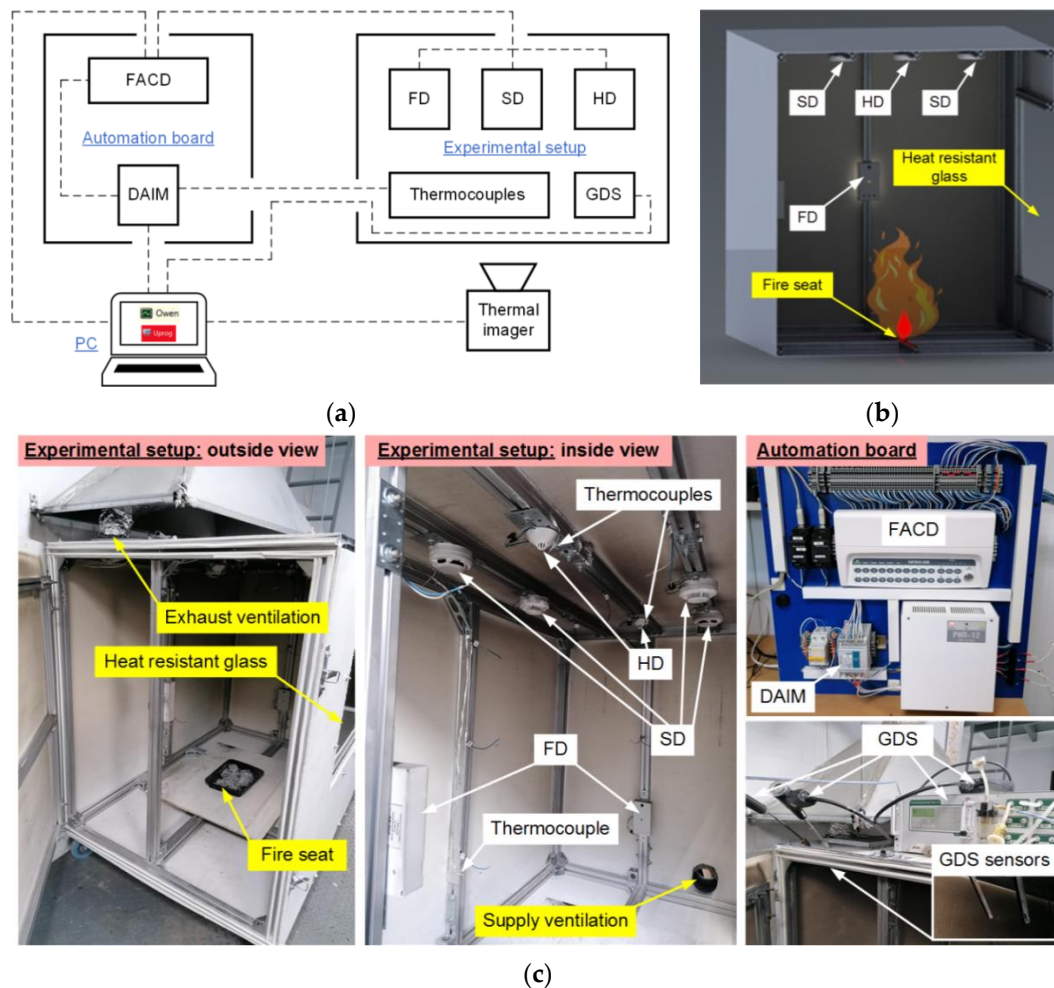 FACD
Automation board
DAIM
FD
SD
HD
Experimental setup
Thermocouples
GDS
Owen
Uprog
PC
Thermal
imager
(a)
SD
HD
SD
Heat resistant
glass
FD
Fire seat
(b)
Experimental setup: outside view
Exhaust ventilation
Heat resistant glass
Fire seat
Experimental setup: inside view
Thermocouples
HD
SD
FD
Thermocouple
Supply ventilation
Automation board
FACD
DAIM
GDS
GDS sensors
(c)